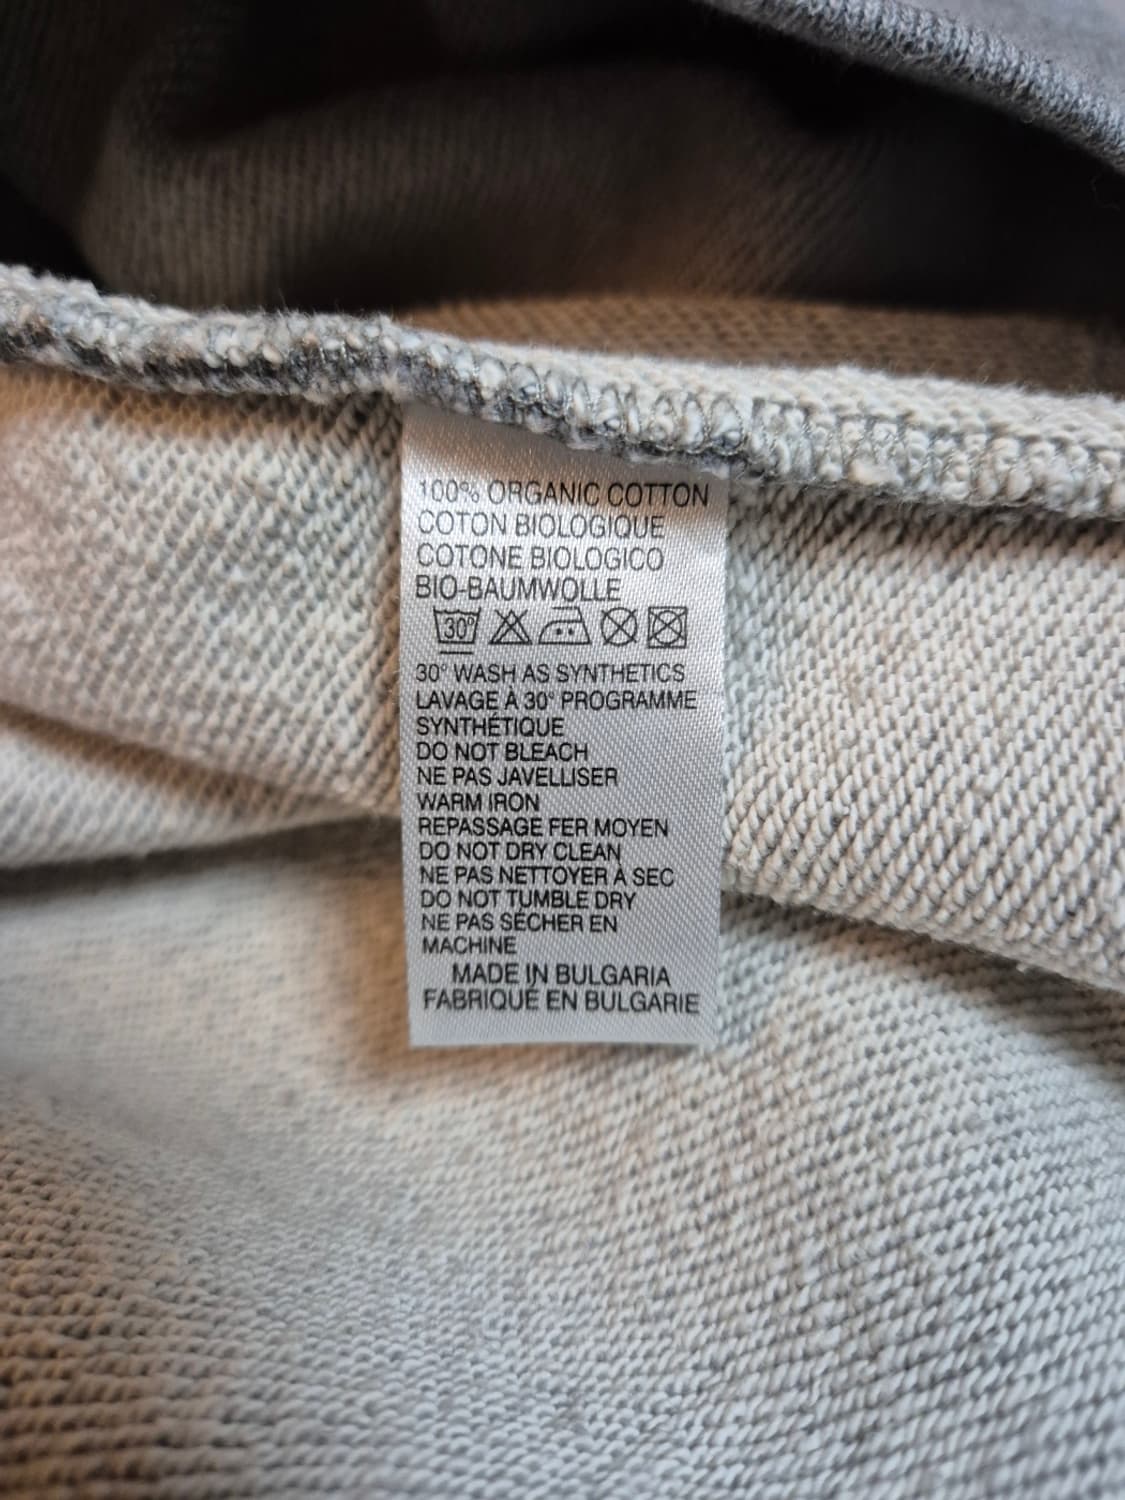 100% ORGANIC COTTON
COTON BIOLOGIQUE
COTONE BIOLOGICO
BIO-BAUMWOLLE
30°
30° WASH AS SYNTHETICS
LAVAGE À 30° PROGRAMME
SYNTHÉTIQUE
DO NOT BLEACH
NE PAS JAVELLISER
WARM IRON
REPASSAGE FER MOYEN
DO NOT DRY CLEAN
NE PAS NETTOYER À SEC
DO NOT TUMBLE DRY
NE PAS SÉCHER EN
MACHINE
MADE IN BULGARIA
FABRIQUÉ EN BULGARIE